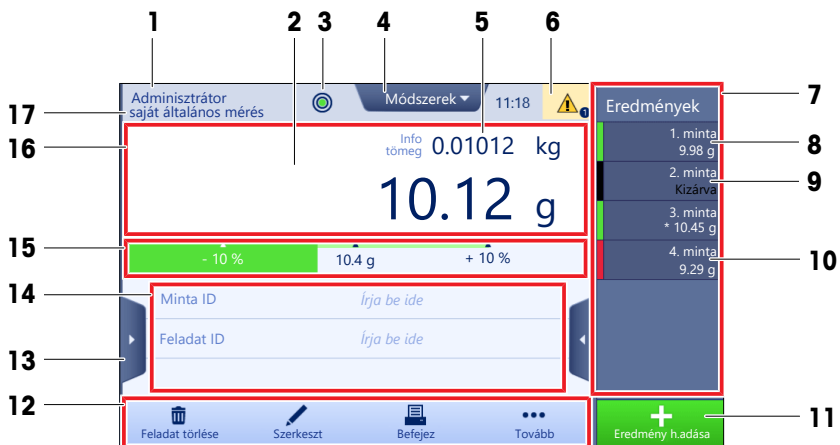 1
2
3
4
5
6
Adminisztrátor
saját általános mérés
Módszerek
11:18
1
Eredmények
7
17
16
Info
tömeg
0.01012 kg
10.12 g
1. minta
9.98 g
8
2. minta
Kizárva
9
3. minta
* 10.45 g
4. minta
9.29 g
10
15
- 10 %
10.4 g
+ 10 %
14
Minta ID
Írja be ide
Feladat ID
Írja be ide
13
12
Feladat törlése
Szerkeszt
Befejez
Tovább
Eredmény h.adása
11